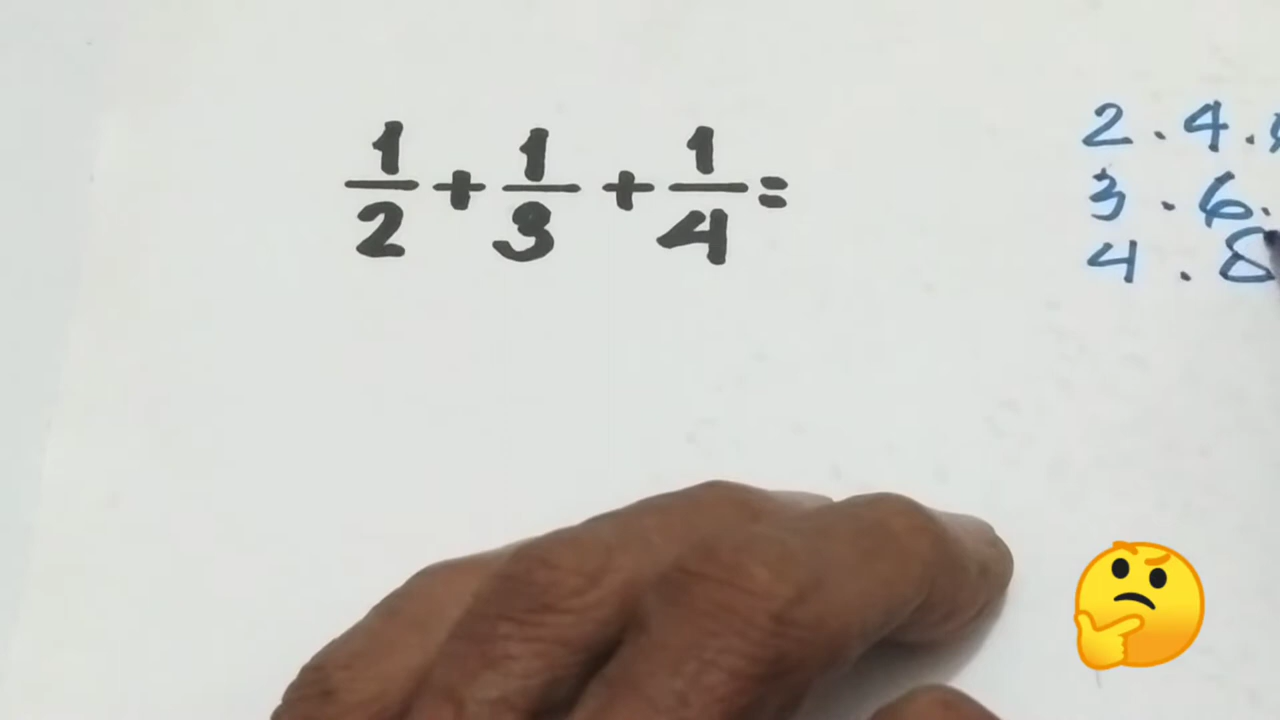 1/2 + 1/3 + 1/4 =
2 . 4 .
3 . 6 .
4 . 8